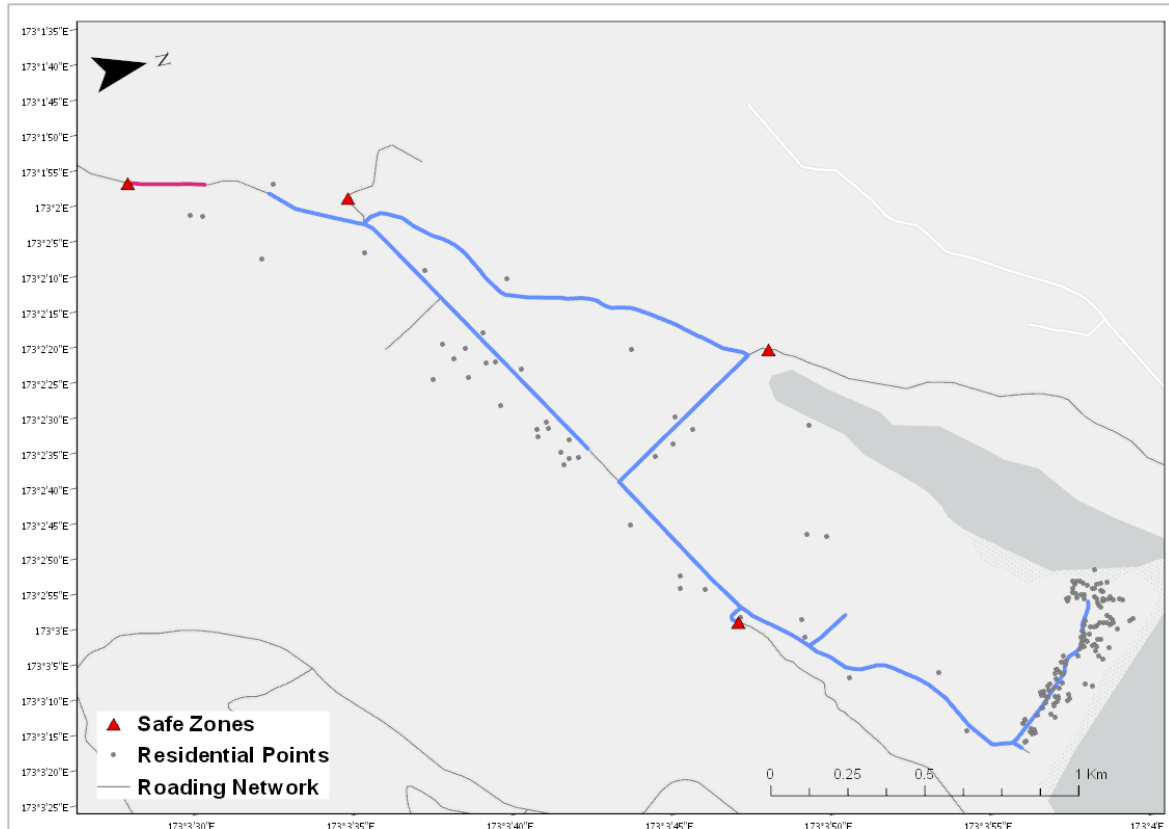 173°1'35"E
173°1'40"E
173°1'45"E
173°1'50"E
173°1'55"E
173°2'E
173°2'5"E
173°2'10"E
173°2'15"E
173°2'20"E
173°2'25"E
173°2'30"E
173°2'35"E
173°2'40"E
173°2'45"E
173°2'50"E
173°2'55"E
173°3'E
173°3'5"E
173°3'10"E
173°3'15"E
173°3'20"E
173°3'25"E
N
Safe Zones
Residential Points
Roading Network
0 0.25 0.5 1 Km
173°3'30"E 173°3'35"E 173°3'40"E 173°3'45"E 173°3'50"E 173°3'55"E 173°4'E